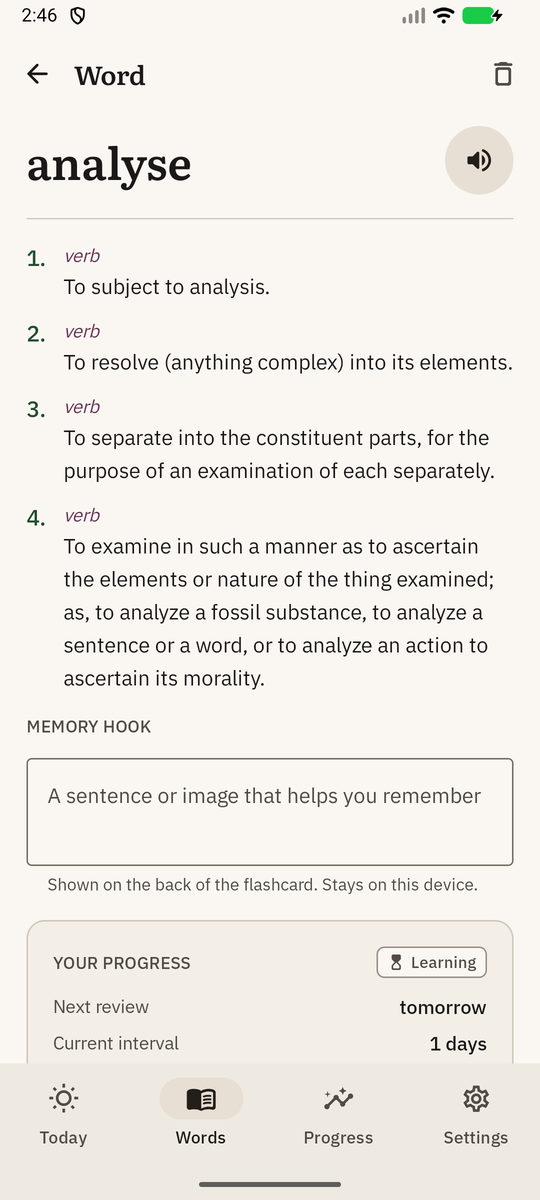 2:46
Word
analyse
1. verb
To subject to analysis.
2. verb
To resolve (anything complex) into its elements.
3. verb
To separate into the constituent parts, for the
purpose of an examination of each separately.
4. verb
To examine in such a manner as to ascertain
the elements or nature of the thing examined;
as, to analyze a fossil substance, to analyze a
sentence or a word, or to analyze an action to
ascertain its morality.
MEMORY HOOK
A sentence or image that helps you remember
Shown on the back of the flashcard. Stays on this device.
YOUR PROGRESS Learning
Next review tomorrow
Current interval 1 days
Today Words Progress Settings